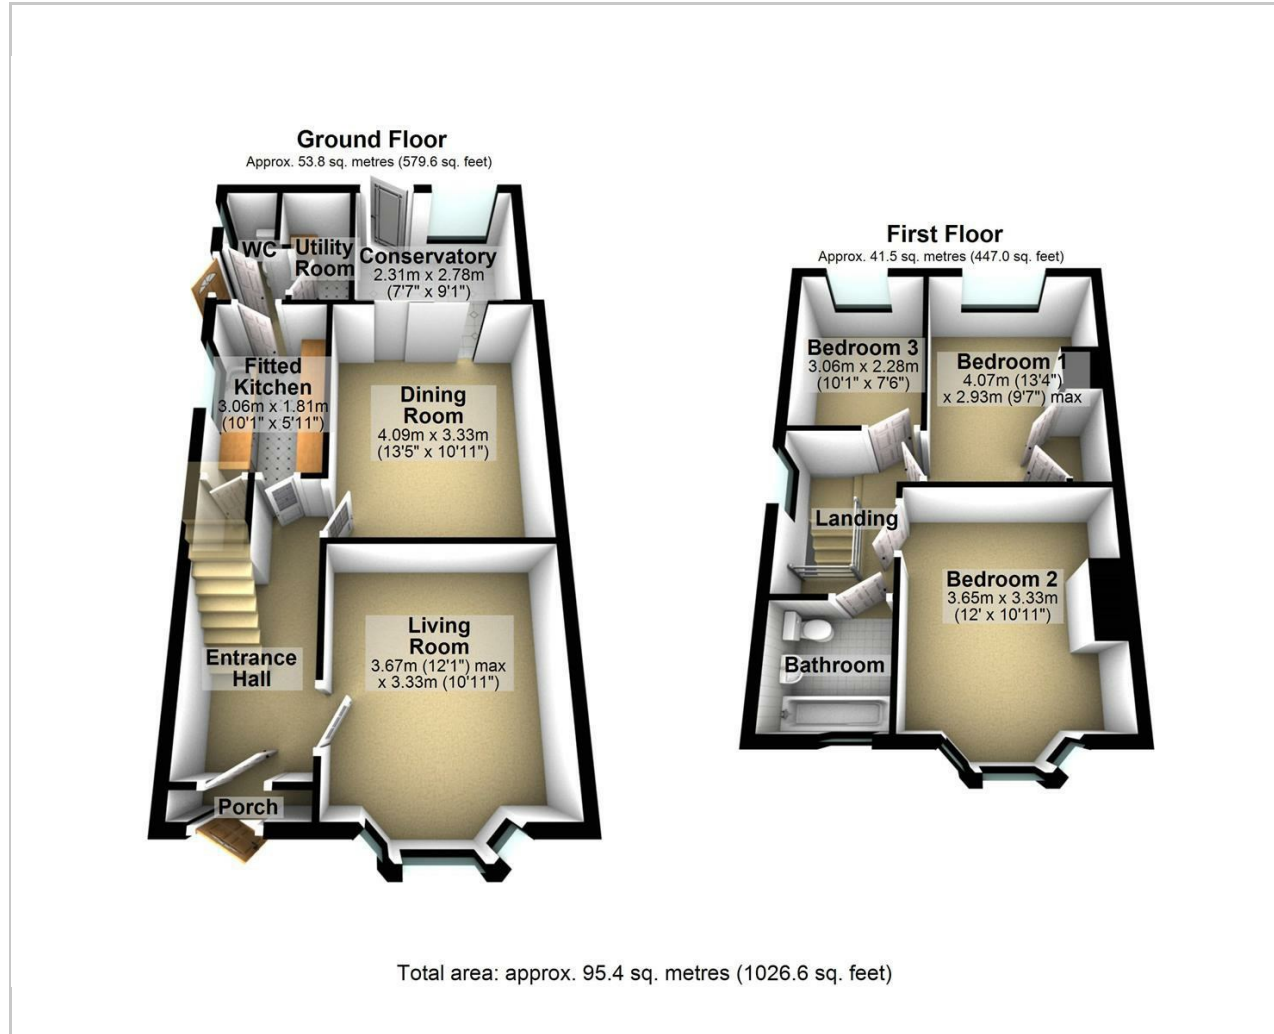 Ground Floor
Approx. 53.8 sq. metres (579.6 sq. feet)
WC
Utility
Room
Conservatory
2.31m x 2.78m
(7'7" x 9'1")
Fitted
Kitchen
3.06m x 1.81m
(10'1" x 5'11")
Dining
Room
4.09m x 3.33m
(13'5" x 10'11")
Living
Room
3.67m (12'1") max
x 3.33m (10'11")
Entrance
Hall
Porch
First Floor
Approx. 41.5 sq. metres (447.0 sq. feet)
Bedroom 3
3.06m x 2.28m
(10'1" x 7'6")
Bedroom 1
4.07m (13'4")
x 2.93m (9'7") max
Landing
Bedroom 2
3.65m x 3.33m
(12' x 10'11")
Bathroom
Total area: approx. 95.4 sq. metres (1026.6 sq. feet)